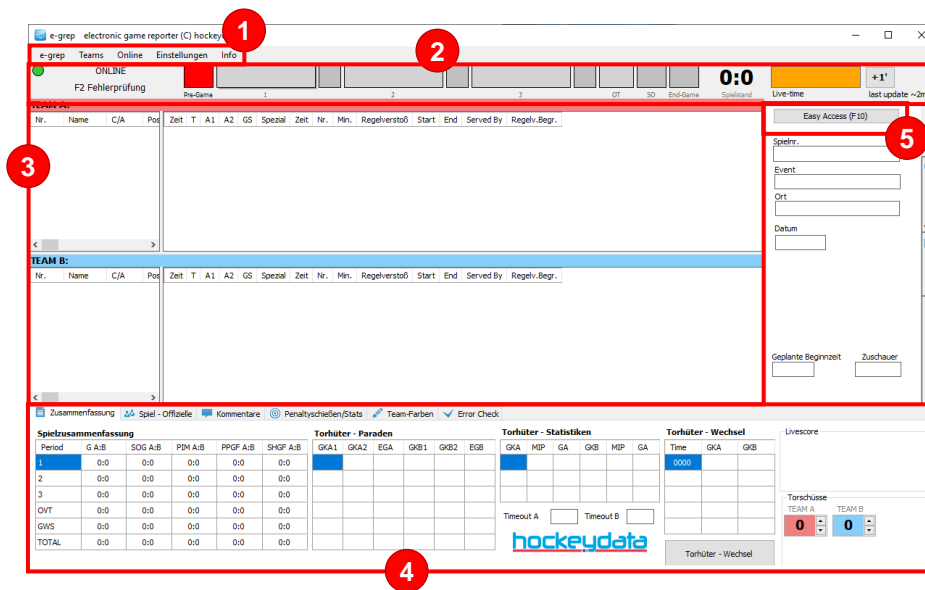 e-grep electronic game reporter (C) hockey
1
2
e-grep Teams Online Einstellungen Info
ONLINE
F2 Fehlerprüfung
Pre-Game 1 2 3 OT SO End-Game
0:0
Spielstand
Live-time
+1'
last update ~2m
TEAM A:
Nr. Name C/A Pos
Zeit T A1 A2 GS Spezial Zeit Nr. Min. Regelverstoß Start End Served By Regelv.Begr.
Easy Access (F10)
5
3
Spielnr.
Event
Ort
Datum
TEAM B:
Nr. Name C/A Pos
Zeit T A1 A2 GS Spezial Zeit Nr. Min. Regelverstoß Start End Served By Regelv.Begr.
Geplante Beginnzeit Zuschauer
Zusammenfassung Spiel - Offizielle Kommentare Penaltyschießen/Stats Team-Farben Error Check
Spielzusammenfassung
Period G A:B SOG A:B PIM A:B PPGF A:B SHGF A:B
1 0:0 0:0 0:0 0:0 0:0
2 0:0 0:0 0:0 0:0 0:0
3 0:0 0:0 0:0 0:0 0:0
OVT 0:0 0:0 0:0 0:0 0:0
GWS 0:0 0:0 0:0 0:0 0:0
TOTAL 0:0 0:0 0:0 0:0 0:0
Torhüter - Paraden
GKA1 GKA2 EGA GKB1 GKB2 EGB
Torhüter - Statistiken
GKA MIP GA GKB MIP GA
Timeout A Timeout B
hockeydata
Torhüter - Wechsel
Time GKA GKB
0000
Torhüter - Wechsel
Livescore
Torschüsse
TEAM A TEAM B
0 0
4